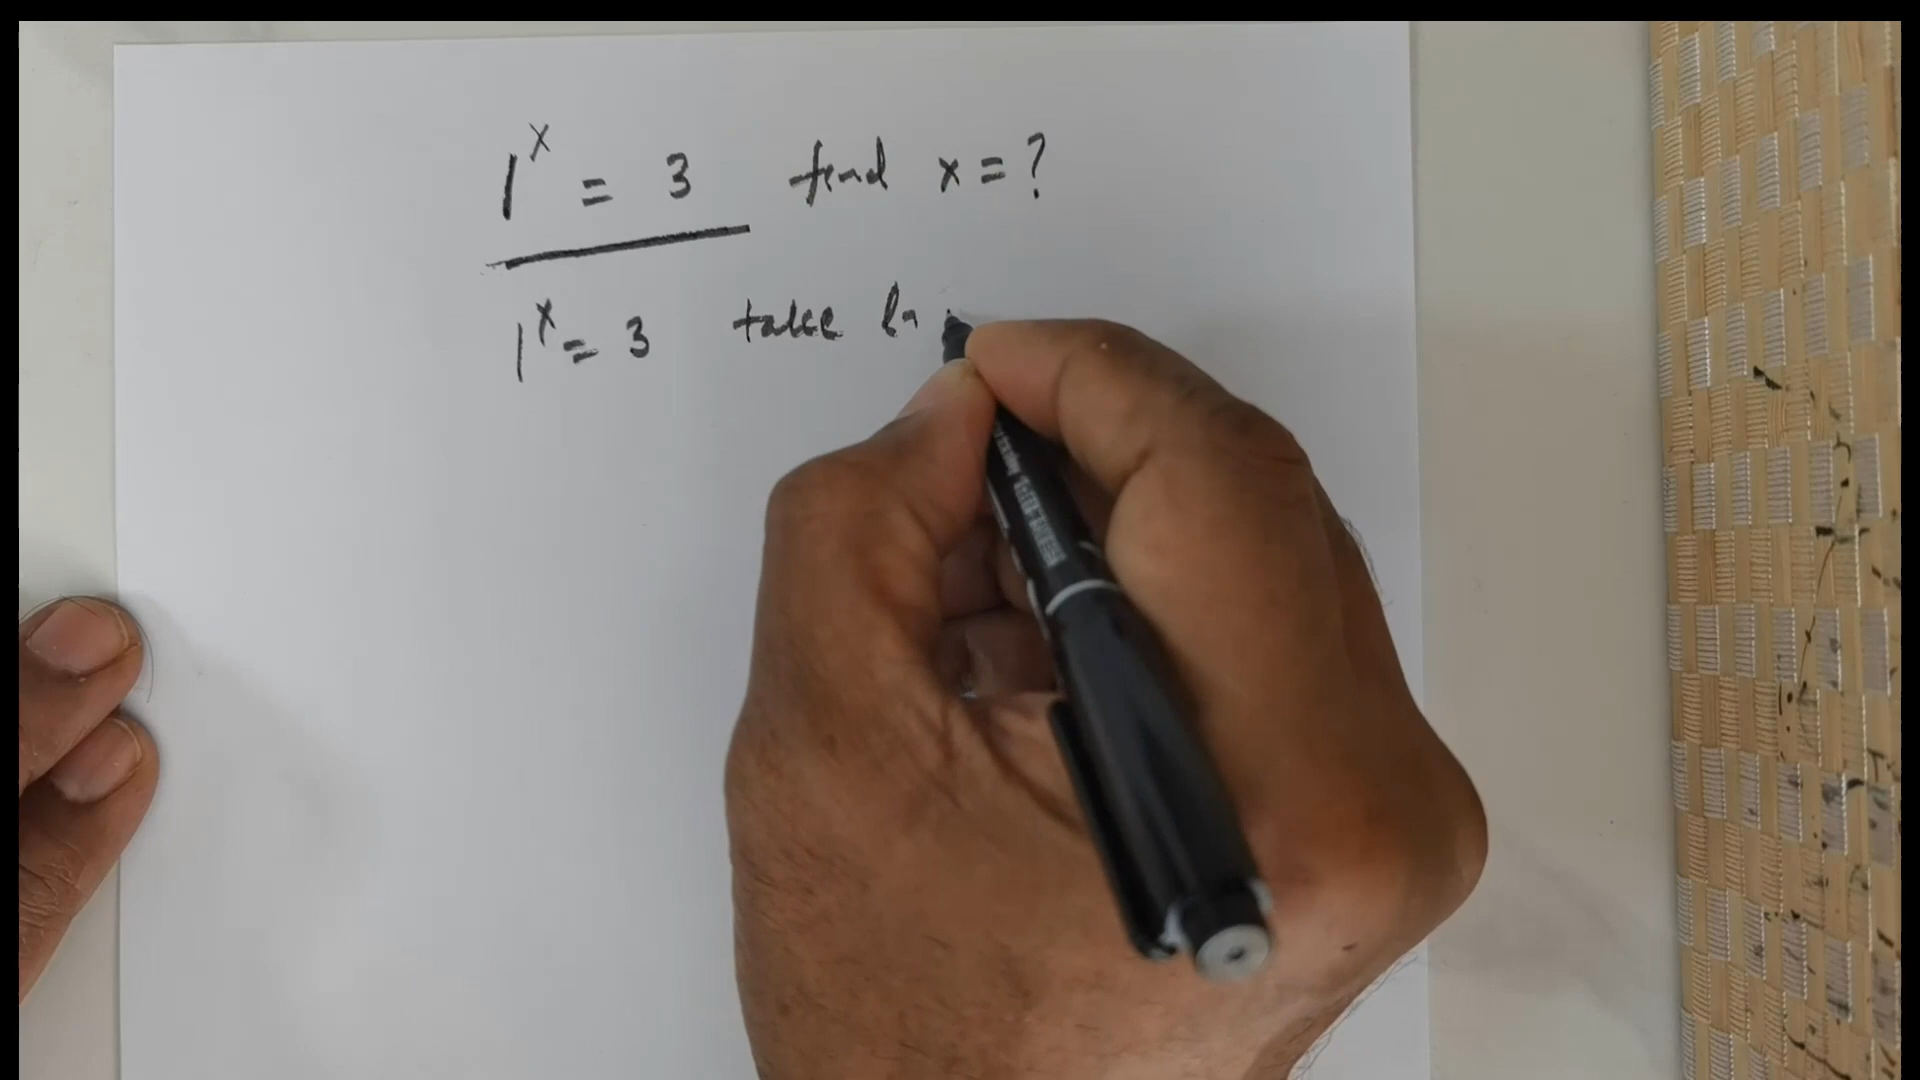 1^x = 3 find x = ?
1^x = 3 take ln